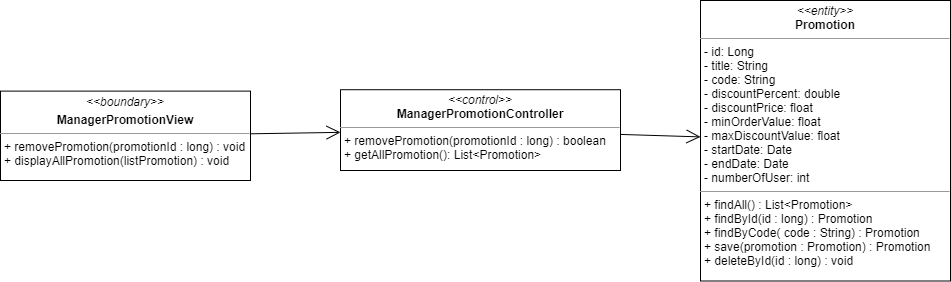 <<boundary>>
ManagerPromotionView
+ removePromotion(promotionId : long) : void
+ displayAllPromotion(listPromotion) : void
<<control>>
ManagerPromotionController
+ removePromotion(promotionId : long) : boolean
+ getAllPromotion(): List<Promotion>
<<entity>>
Promotion
- id: Long
- title: String
- code: String
- discountPercent: double
- discountPrice: float
- minOrderValue: float
- maxDiscountValue: float
- startDate: Date
- endDate: Date
- numberOfUser: int
+ findAll() : List<Promotion>
+ findById(id : long) : Promotion
+ findByCode( code : String) : Promotion
+ save(promotion : Promotion) : Promotion
+ deleteById(id : long) : void